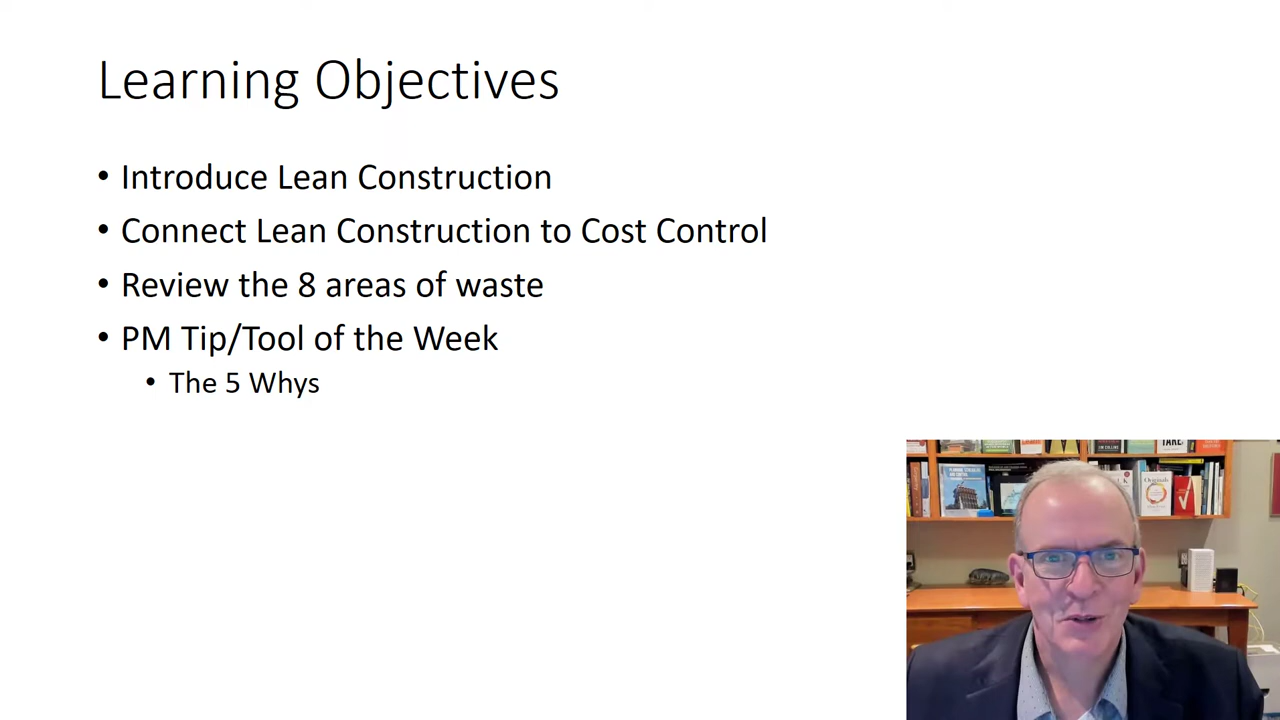 Learning Objectives
• Introduce Lean Construction
• Connect Lean Construction to Cost Control
• Review the 8 areas of waste
• PM Tip/Tool of the Week
• The 5 Whys
Originals